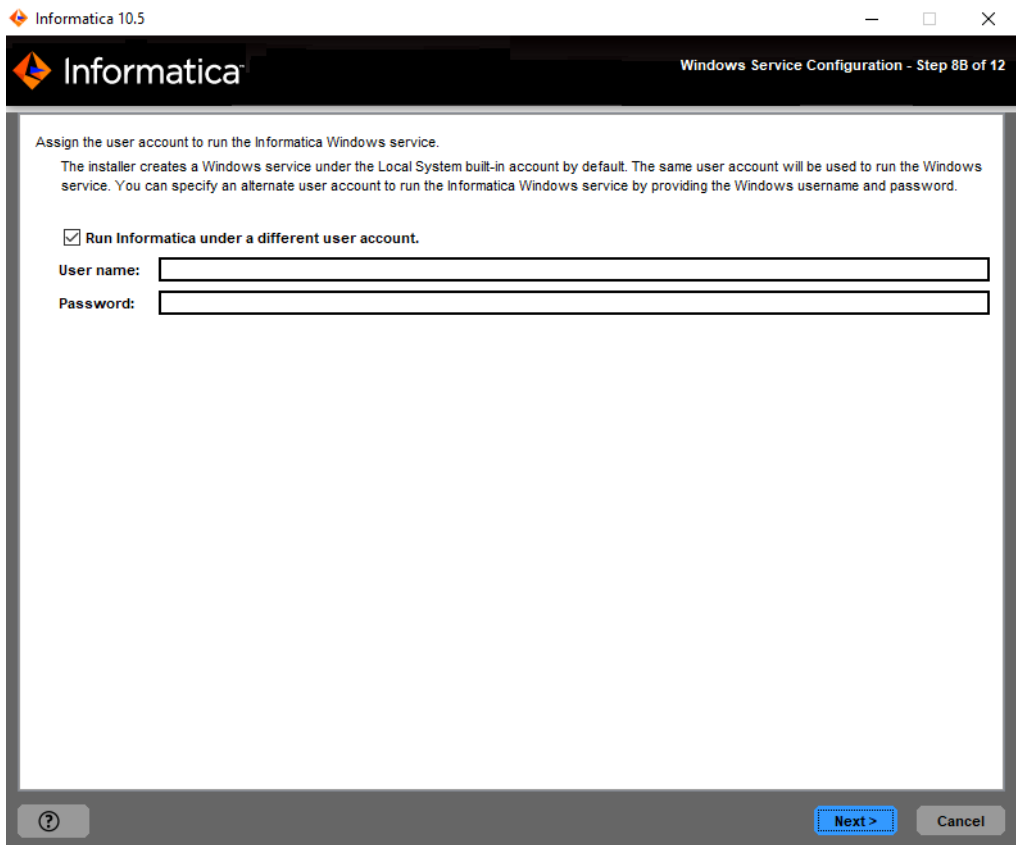 Informatica 10.5
Informatica™
Windows Service Configuration - Step 8B of 12
Assign the user account to run the Informatica Windows service.
The installer creates a Windows service under the Local System built-in account by default. The same user account will be used to run the Windows
service. You can specify an alternate user account to run the Informatica Windows service by providing the Windows username and password.
Run Informatica under a different user account.
User name:
Password:
?
Next >
Cancel